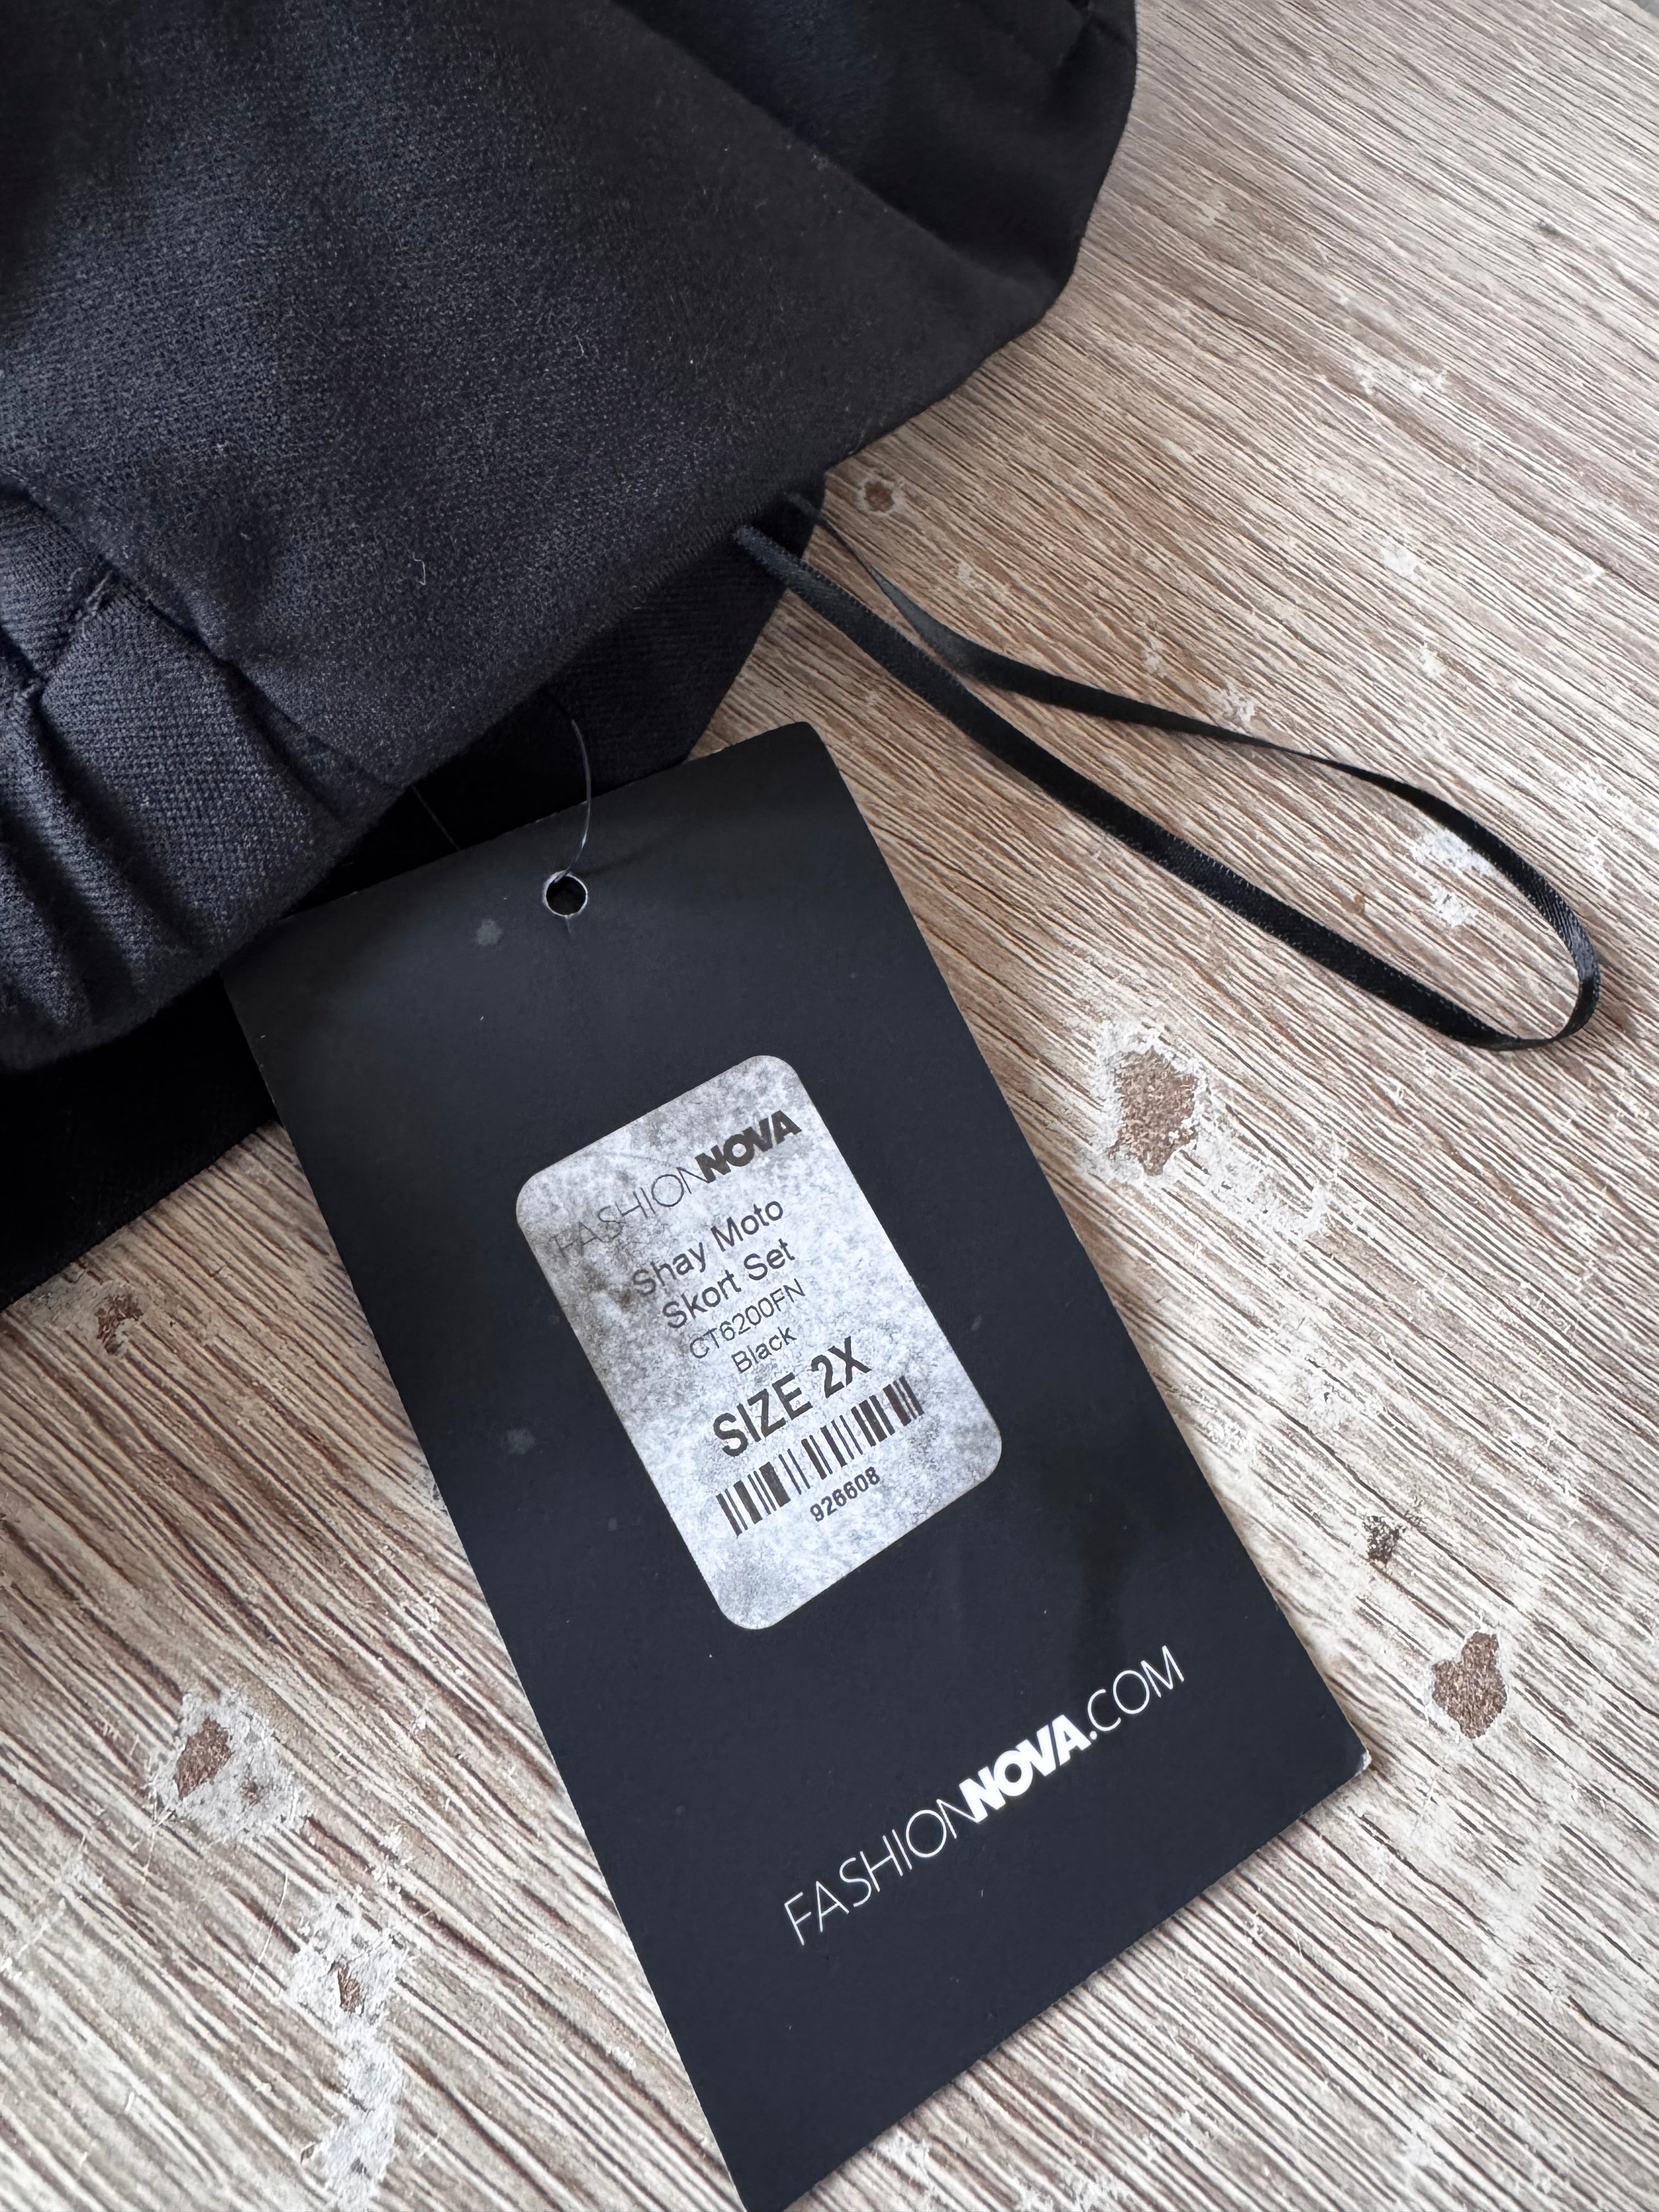 FASHIONNOVA
Shay Moto
Skort Set
CT6200FN
Black
SIZE 2X
926608
FASHIONNOVA.COM